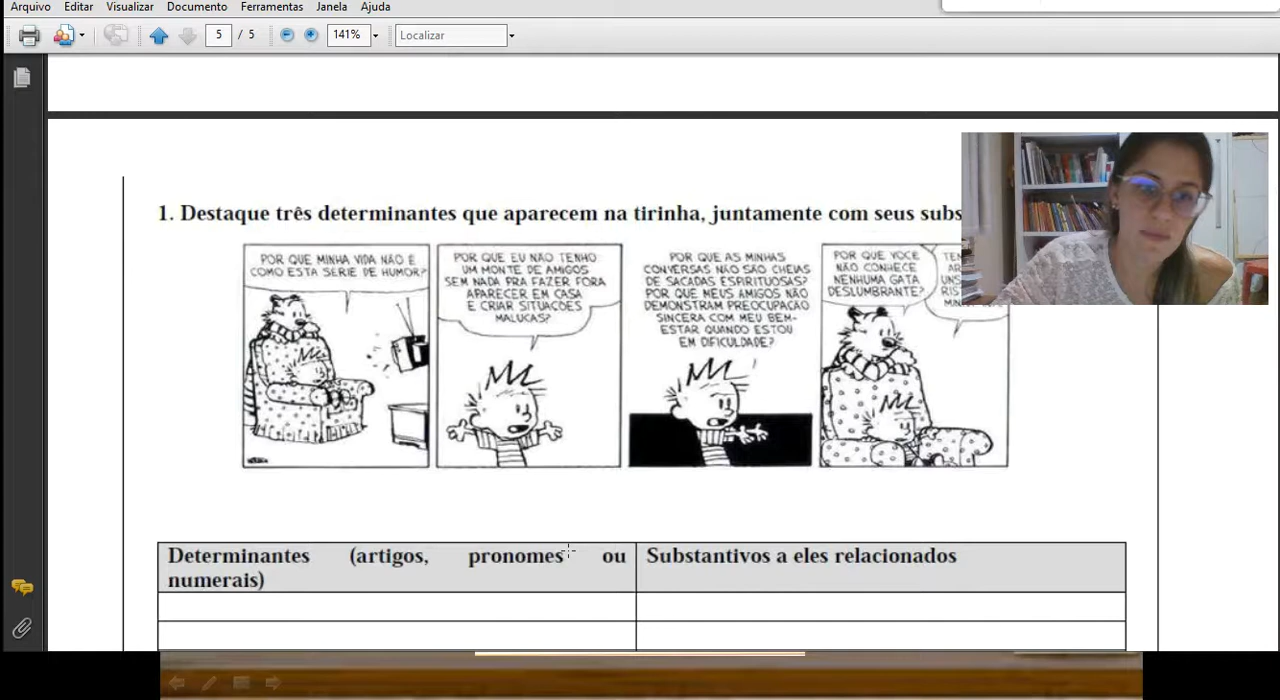 Arquivo Editar Visualizar Documento Ferramentas Janela Ajuda
5 / 5 141% Localizar
1. Destaque três determinantes que aparecem na tirinha, juntamente com seus subs
POR QUE MINHA VIDA NÃO É
COMO ESTA SÉRIE DE HUMOR?
POR QUE EU NÃO TENHO
UM MONTE DE AMIGOS
SEM NADA PRA FAZER FORA
APARECER EM CASA
E CRIAR SITUAÇÕES
MALUCAS?
POR QUE AS MINHAS
CONVERSAS NÃO SÃO CHEIAS
DE SACADAS ESPIRITUOSAS?
POR QUE MEUS AMIGOS NÃO
DEMONSTRAM PREOCUPAÇÃO
SINCERA COM MEU BEM-
ESTAR QUANDO ESTOU
EM DIFICULDADE?
POR QUE VOCÊ
NÃO CONHECE
NENHUMA GATA
DESLUMBRANTE?
TEN
AR
UNS
RIS
Determinantes (artigos, pronomes ou
numerais)
Substantivos a eles relacionados